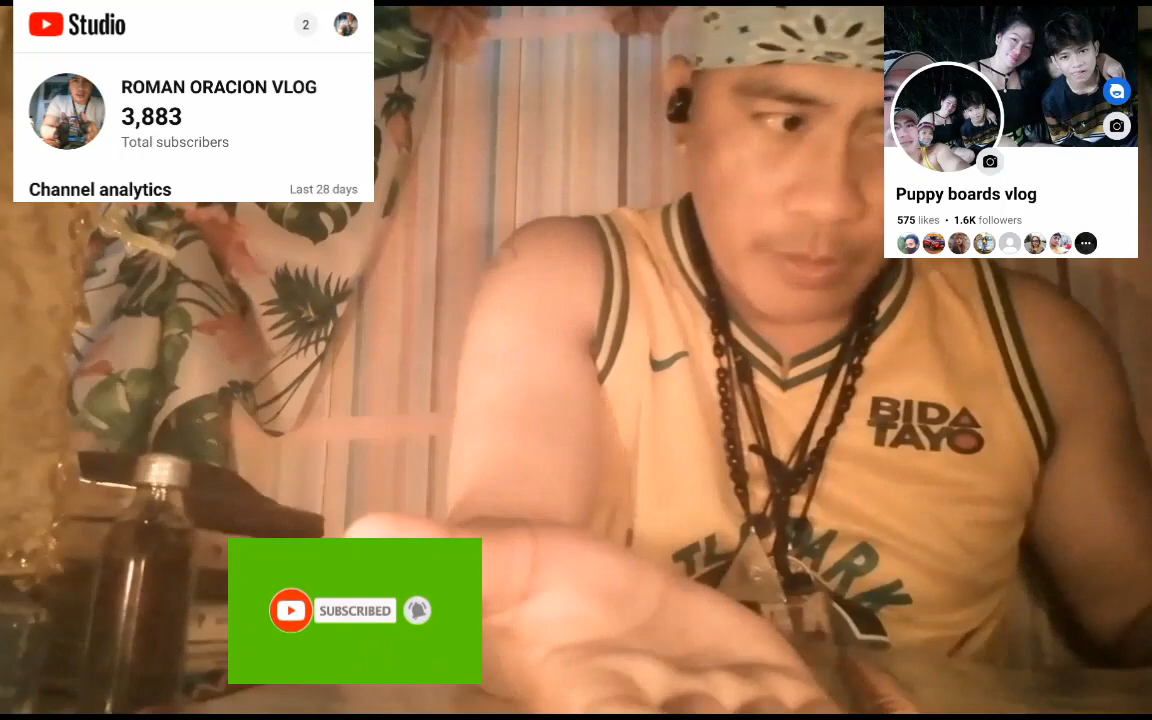 Studio
2
ROMAN ORACION VLOG
3,883
Total subscribers
Channel analytics
Last 28 days
Puppy boards vlog
575 likes · 1.6K followers
BIDA
TAYO
SUBSCRIBED